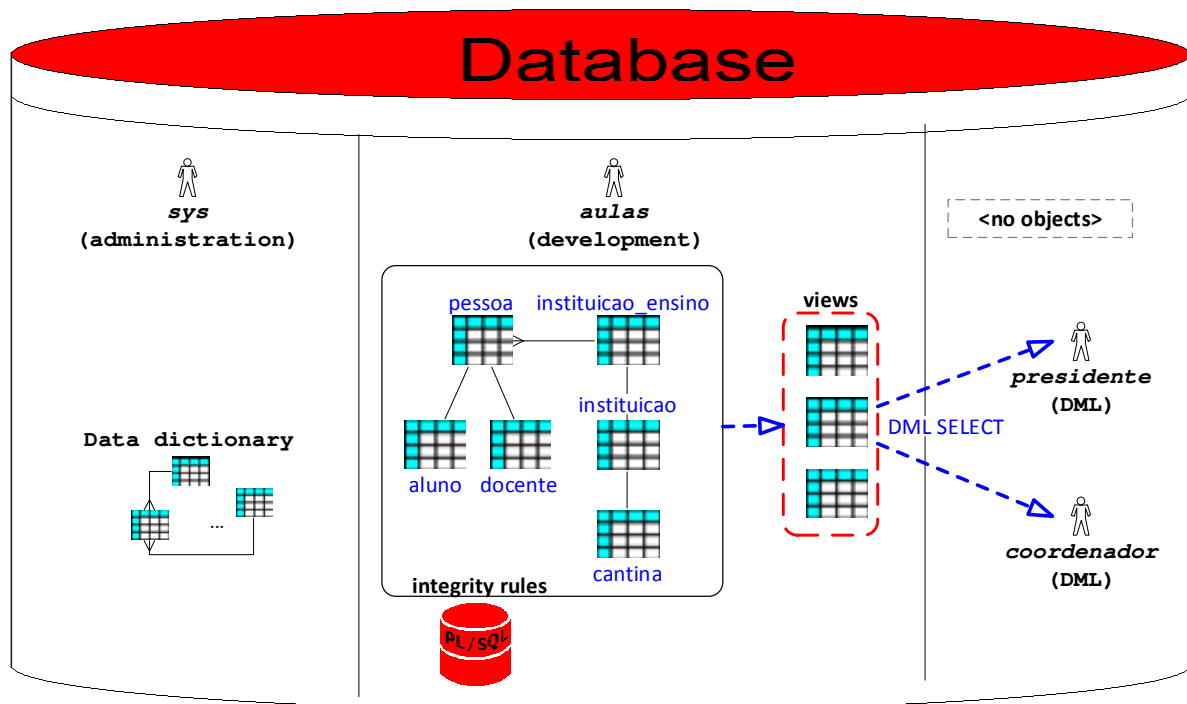 Database
sys
(administration)
Data dictionary
...
aulas
(development)
pessoa
instituicao_ensino
instituicao
aluno
docente
cantina
integrity rules
PL/SQL
views
DML SELECT
<no objects>
presidente
(DML)
coordenador
(DML)